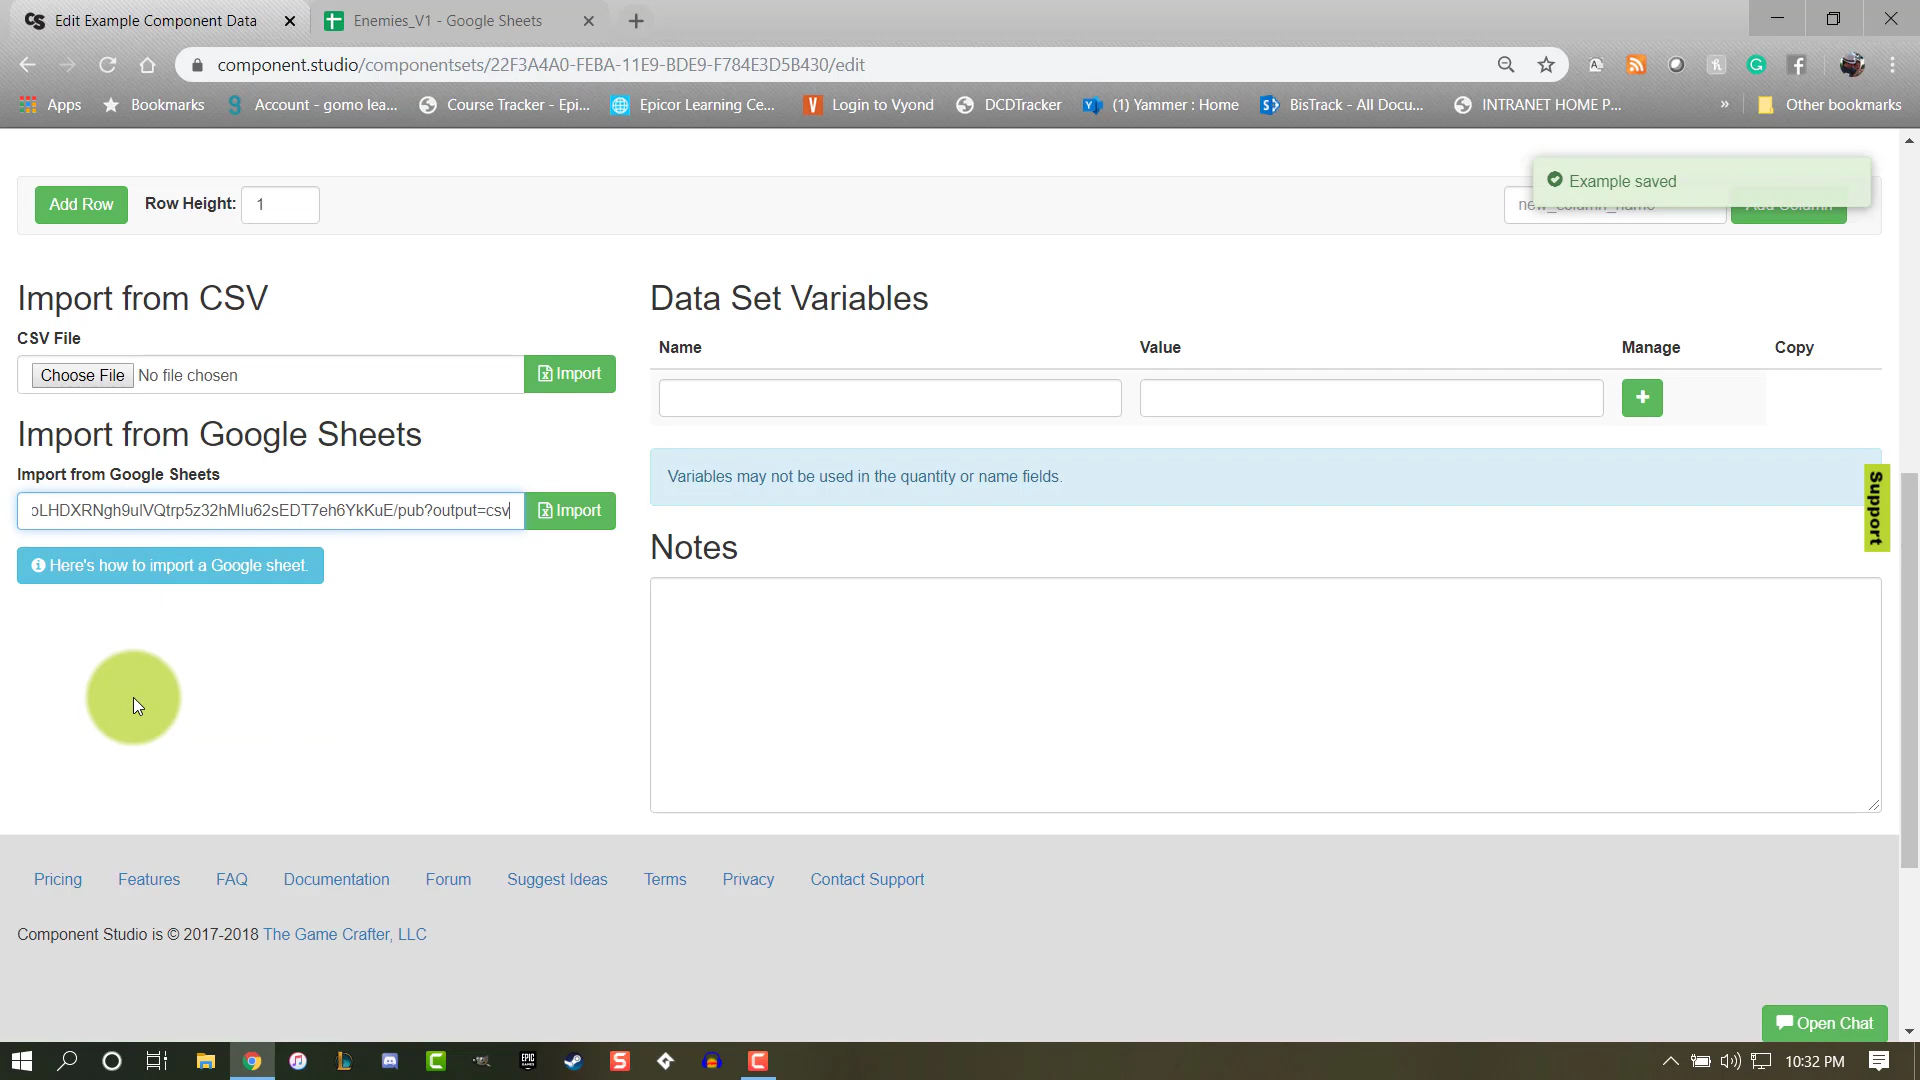 Edit Example Component Data
Enemies_V1 - Google Sheets
component.studio/componentsets/22F3A4A0-FEBA-11E9-BDE9-F784E3D5B430/edit
Apps
Bookmarks
Account - gomo lea...
Course Tracker - Epi...
Epicor Learning Ce...
Login to Vyond
DCDTracker
(1) Yammer : Home
BisTrack - All Docu...
INTRANET HOME P...
»
Other bookmarks
Add Row
Row Height:
1
Example saved
new_column_name
Add Column
Import from CSV
CSV File
Choose File No file chosen
Import
Import from Google Sheets
Import from Google Sheets
Import
Here's how to import a Google sheet.
Data Set Variables
Name
Value
Manage
Copy
Variables may not be used in the quantity or name fields.
Notes
Support
Pricing
Features
FAQ
Documentation
Forum
Suggest Ideas
Terms
Privacy
Contact Support
Component Studio is © 2017-2018 The Game Crafter, LLC
Open Chat
10:32 PM